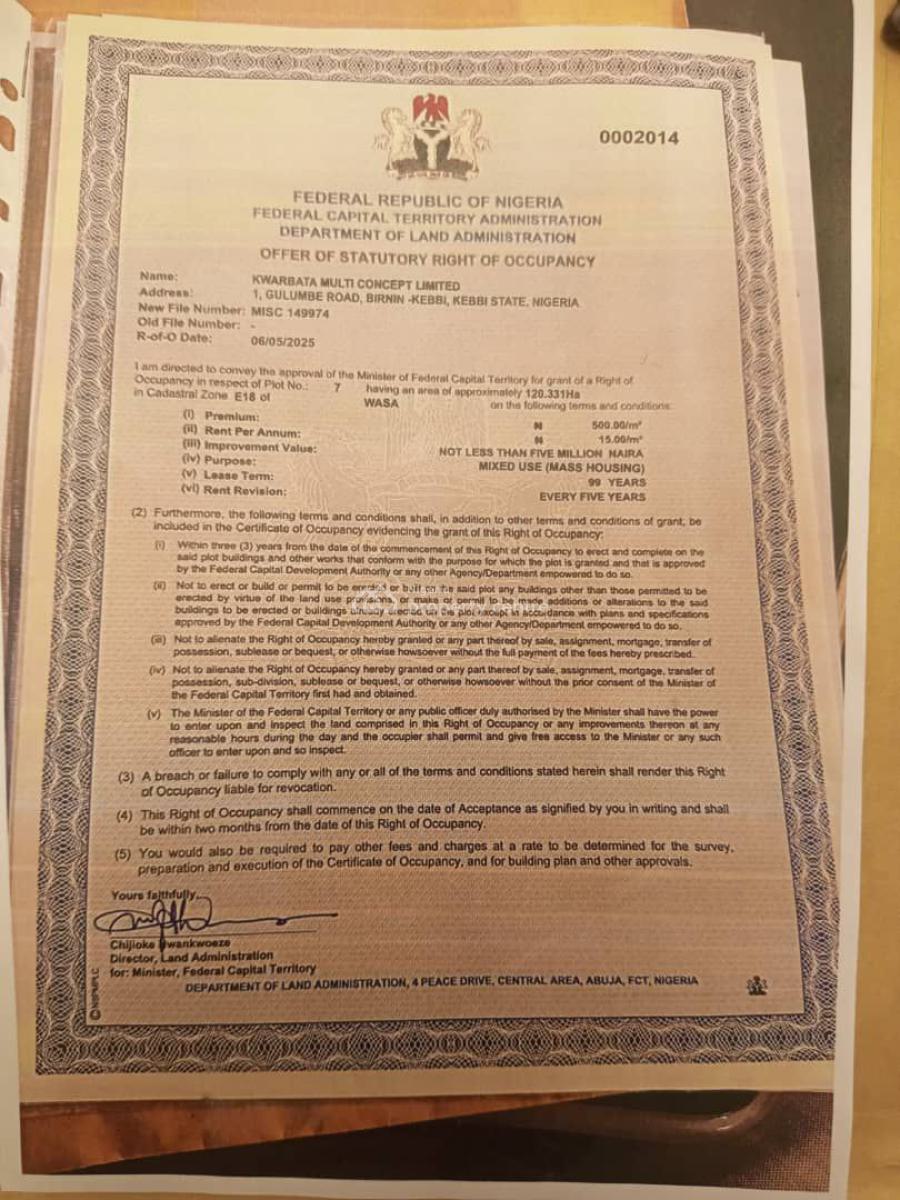 0002014
FEDERAL REPUBLIC OF NIGERIA
FEDERAL CAPITAL TERRITORY ADMINISTRATION
DEPARTMENT OF LAND ADMINISTRATION
OFFER OF STATUTORY RIGHT OF OCCUPANCY
Name: KWARBATA MULTI CONCEPT LIMITED
Address: 1, GULUMBE ROAD, BIRNIN -KEBBI, KEBBI STATE, NIGERIA
New File Number: MISC 149974
Old File Number: -
R-of-O Date: 06/05/2025
I am directed to convey the approval of the Minister of Federal Capital Territory for grant of a Right of
Occupancy in respect of Plot No.: 7 having an area of approximately 120.331Ha
in Cadastral Zone E18 of WASA on the following terms and conditions:
(i) Premium: ₦ 500.00/m²
(ii) Rent Per Annum: ₦ 15.00/m²
(iii) Improvement Value: NOT LESS THAN FIVE MILLION NAIRA
(iv) Purpose: MIXED USE (MASS HOUSING)
(v) Lease Term: 99 YEARS
(vi) Rent Revision: EVERY FIVE YEARS
(2) Furthermore, the following terms and conditions shall, in addition to other terms and conditions of grant, be
included in the Certificate of Occupancy evidencing the grant of this Right of Occupancy:
(i) Within three (3) years from the date of the commencement of this Right of Occupancy to erect and complete on the
said plot buildings and other works that conform with the purpose for which the plot is granted and that is approved
by the Federal Capital Development Authority or any other Agency/Department empowered to do so.
(ii) Not to erect or build or permit to be erected or built on the said plot any buildings other than those permitted to be
erected by virtue of the land use provisions, or make or permit to be made additions or alterations to the said
buildings to be erected or buildings already erected on the plot except in accordance with plans and specifications
approved by the Federal Capital Development Authority or any other Agency/Department empowered to do so.
(iii) Not to alienate the Right of Occupancy hereby granted or any part thereof by sale, assignment, mortgage, transfer of
possession, sublease or bequest, or otherwise howsoever without the full payment of the fees hereby prescribed.
(iv) Not to alienate the Right of Occupancy hereby granted or any part thereof by sale, assignment, mortgage, transfer of
possession, sub-division, sublease or bequest, or otherwise howsoever without the prior consent of the Minister of
the Federal Capital Territory first had and obtained.
(v) The Minister of the Federal Capital Territory or any public officer duly authorised by the Minister shall have the power
to enter upon and inspect the land comprised in this Right of Occupancy or any improvements thereon at any
reasonable hours during the day and the occupier shall permit and give free access to the Minister or any such
officer to enter upon and so inspect.
(3) A breach or failure to comply with any or all of the terms and conditions stated herein shall render this Right
of Occupancy liable for revocation.
(4) This Right of Occupancy shall commence on the date of Acceptance as signified by you in writing and shall
be within two months from the date of this Right of Occupancy.
(5) You would also be required to pay other fees and charges at a rate to be determined for the survey,
preparation and execution of the Certificate of Occupancy, and for building plan and other approvals.
Yours faithfully,
Chijioke Nwankwoeze
Director, Land Administration
for: Minister, Federal Capital Territory
DEPARTMENT OF LAND ADMINISTRATION, 4 PEACE DRIVE, CENTRAL AREA, ABUJA, FCT, NIGERIA